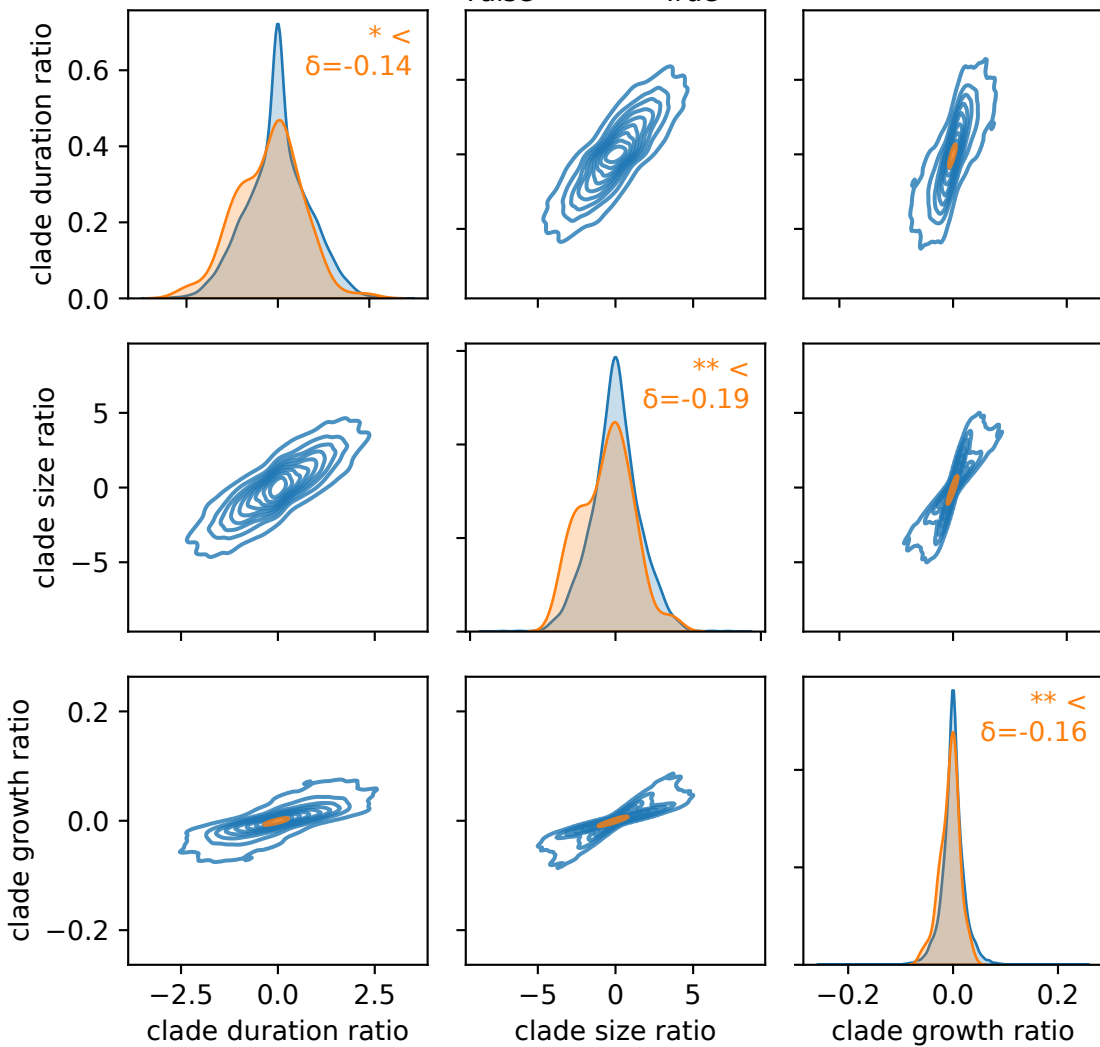 clade duration ratio
0.6
0.4
0.2
0.0
* <
δ=-0.14
clade size ratio
5
0
−5
** <
δ=-0.19
clade growth ratio
0.2
0.0
−0.2
** <
δ=-0.16
−2.5 0.0 2.5
−5 0 5
−0.2 0.0 0.2
clade duration ratio
clade size ratio
clade growth ratio